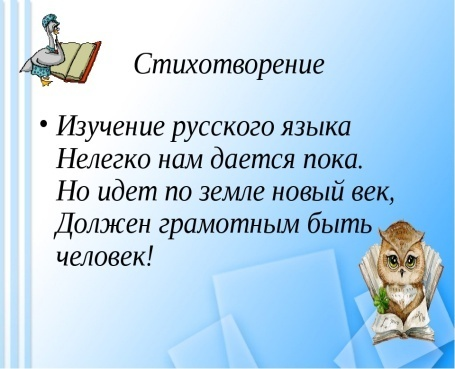 Стихотворение
• Изучение русского языка
Нелегко нам дается пока.
Но идет по земле новый век,
Должен грамотным быть
человек!